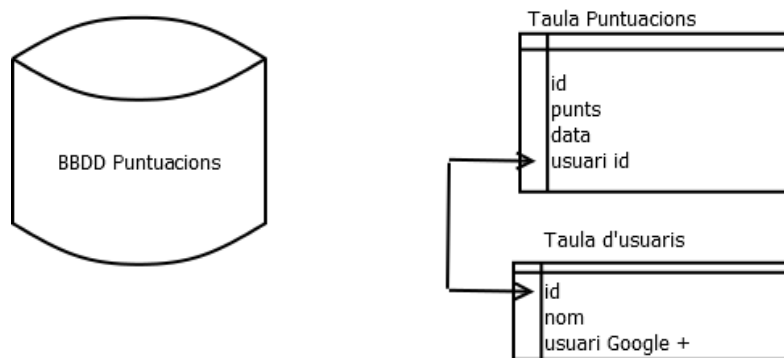 BBDD Puntuacions
Taula Puntuacions
id
punts
data
usuari id
Taula d'usuaris
id
nom
usuari Google +